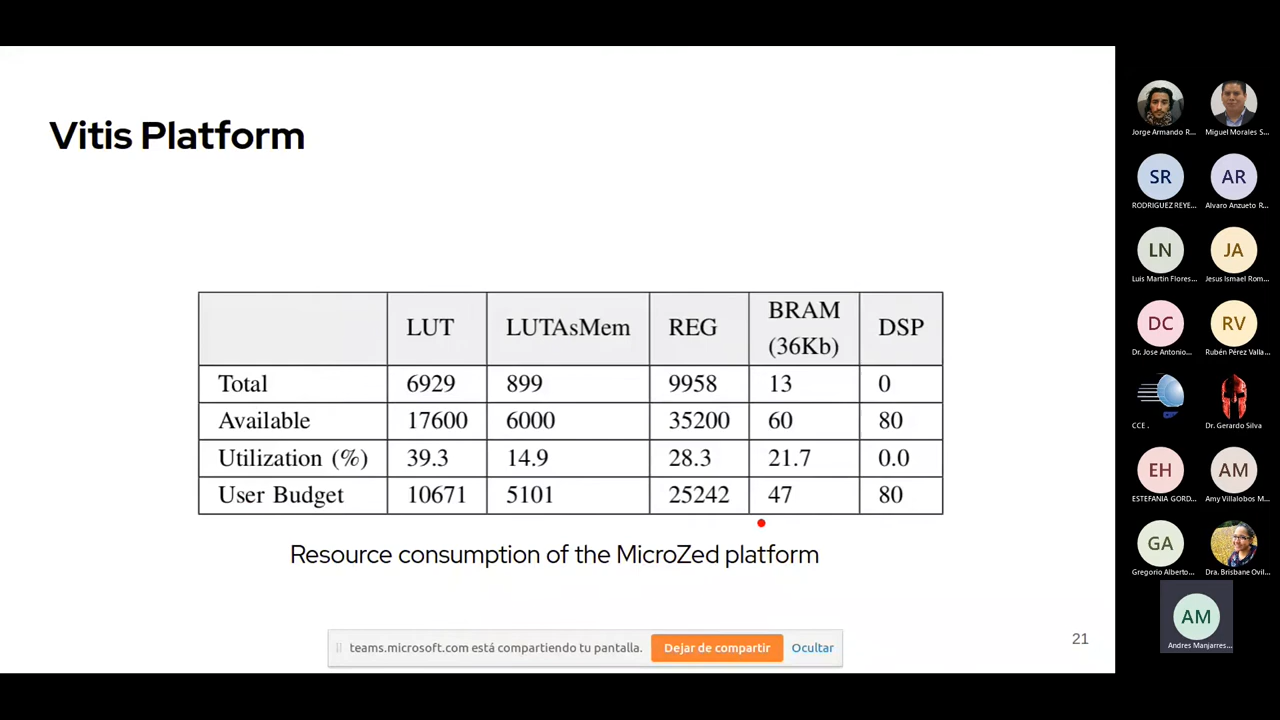 Vitis Platform
LUT LUTAsMem REG BRAM (36Kb) DSP
Total 6929 899 9958 13 0
Available 17600 6000 35200 60 80
Utilization (%) 39.3 14.9 28.3 21.7 0.0
User Budget 10671 5101 25242 47 80
Resource consumption of the MicroZed platform
teams.microsoft.com está compartiendo tu pantalla. Dejar de compartir Ocultar
21
Jorge Armando R... Miguel Morales S...
SR AR
RODRIGUEZ REYE... Alvaro Anzueto R...
LN JA
Luis Martin Flores... Jesus Ismael Rom...
DC RV
Dr. Jose Antonio... Rubén Pérez Valla...
CCE . Dr. Gerardo Silva
EH AM
ESTEFANIA GORD... Amy Villalobos M...
GA
Gregorio Alberto... Dra. Brisbane Ovil...
AM
Andres Manjarres...